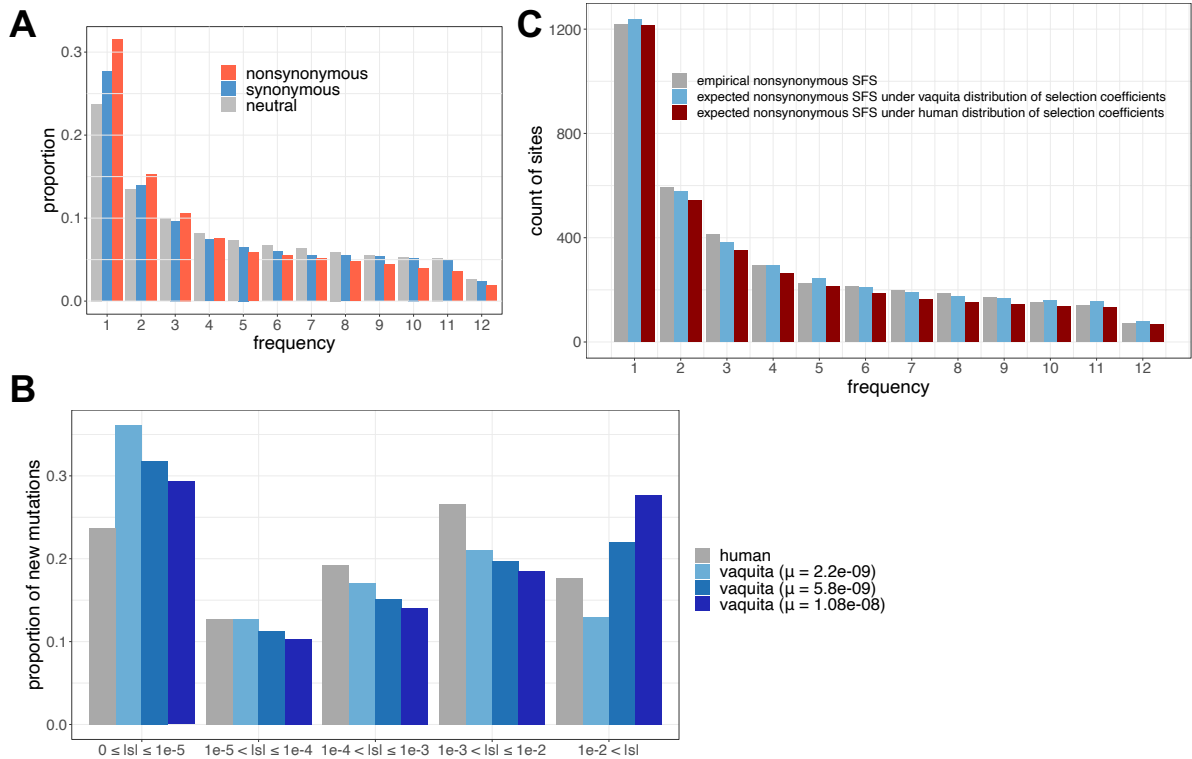 A
0.3
0.2
0.1
0.0
proportion
nonsynonymous
synonymous
neutral
1 2 3 4 5 6 7 8 9 10 11 12
frequency
C
1200
800
400
0
count of sites
empirical nonsynonymous SFS
expected nonsynonymous SFS under vaquita distribution of selection coefficients
expected nonsynonymous SFS under human distribution of selection coefficients
1 2 3 4 5 6 7 8 9 10 11 12
frequency
B
0.3
0.2
0.1
0.0
proportion of new mutations
0 ≤ |s| ≤ 1e-5 1e-5 < |s| ≤ 1e-4 1e-4 < |s| ≤ 1e-3 1e-3 < |s| ≤ 1e-2 1e-2 < |s|
human
vaquita (μ = 2.2e-09)
vaquita (μ = 5.8e-09)
vaquita (μ = 1.08e-08)